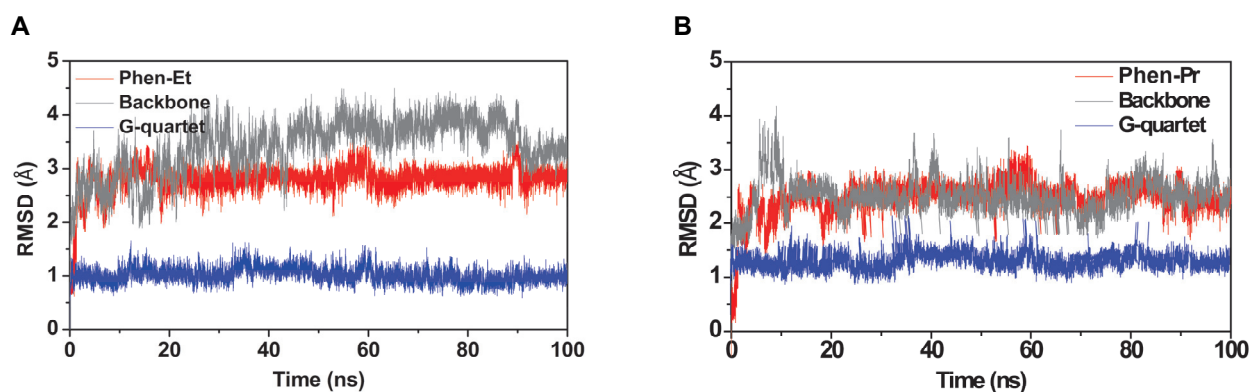 A
5
4
3
2
1
0
RMSD (Å)
Phen-Et
Backbone
G-quartet
0 20 40 60 80 100
Time (ns)
B
5
4
3
2
1
0
RMSD (Å)
Phen-Pr
Backbone
G-quartet
0 20 40 60 80 100
Time (ns)